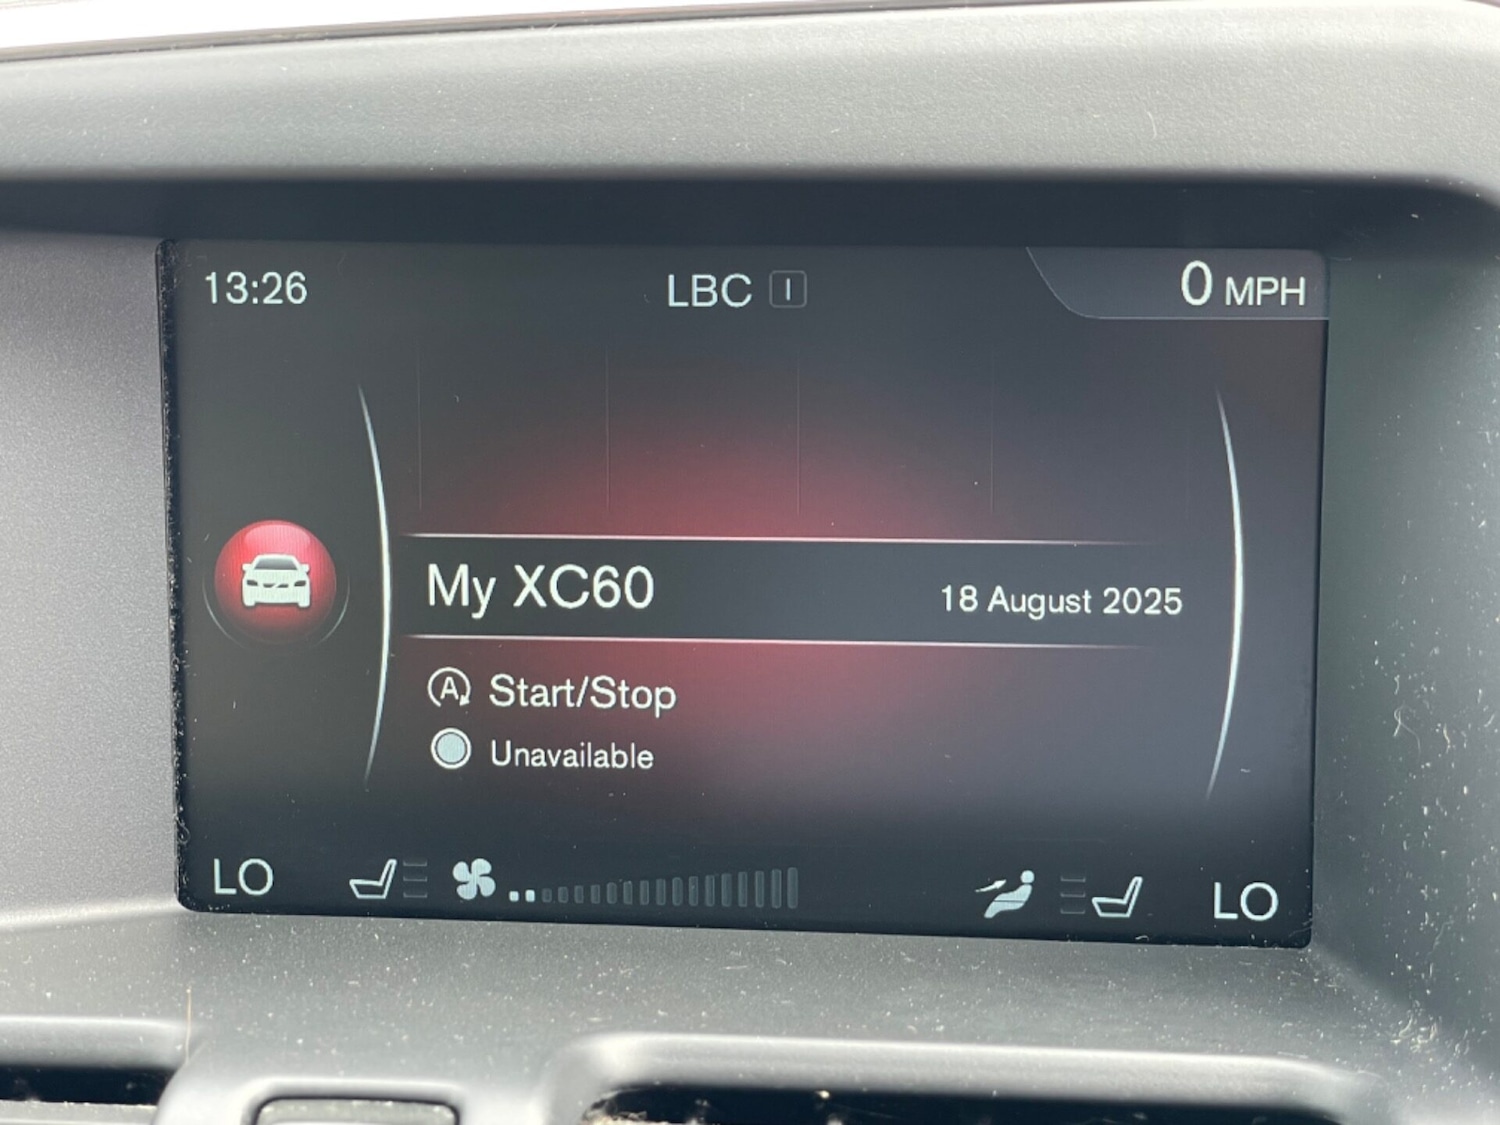 13:26 LBC I 0 MPH
My XC60 18 August 2025
A Start/Stop
Unavailable
LO LO